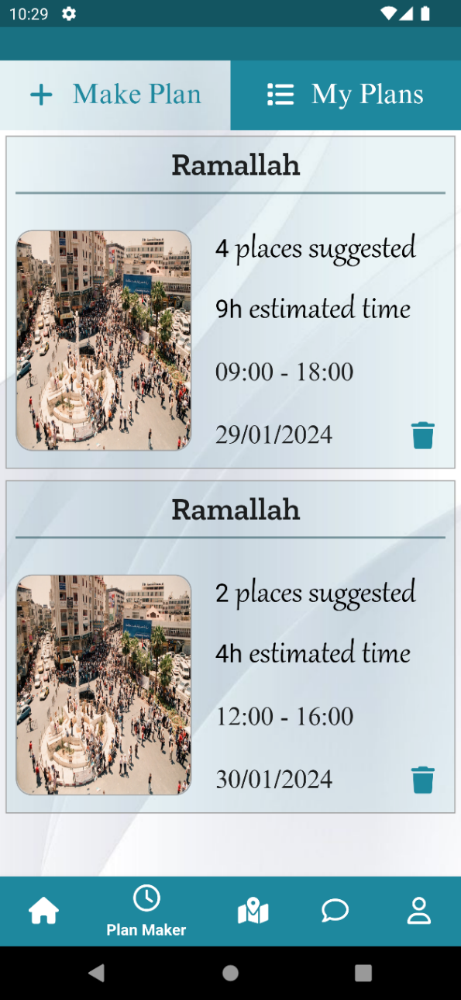 10:29
Make Plan
My Plans
Ramallah
4 places suggested
9h estimated time
09:00 - 18:00
29/01/2024
Ramallah
2 places suggested
4h estimated time
12:00 - 16:00
30/01/2024
Plan Maker